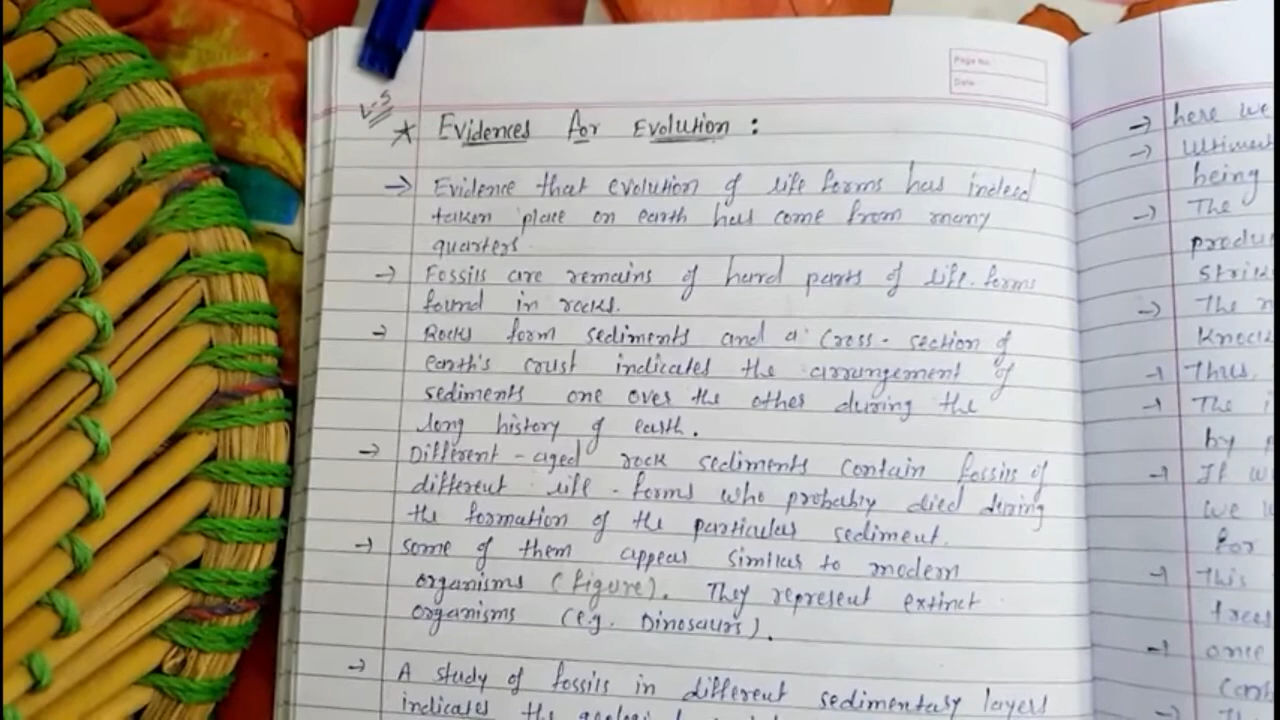 Page No.
Date
L-5
★ Evidences for Evolution :
→ Evidence that evolution of life forms has indeed
taken place on earth has come from many
quarters.
→ Fossils are remains of hard parts of life-forms
found in rocks.
→ Rocks form sediments and a cross-section of
earth's crust indicates the arrangement of
sediments one over the other during the
long history of earth.
→ Different-aged rock sediments contain fossils of
different life-forms who probably died during
the formation of the particular sediment.
→ some of them appear similar to modern
organisms (figure). They represent extinct
organisms (e.g. Dinosaurs).
→ A study of fossils in different sedimentary layers
indicates the
→ here we
→
being
→ The
→ The
→ Thus
→ The
by
→ If
we
for
→ This
trees
→ once